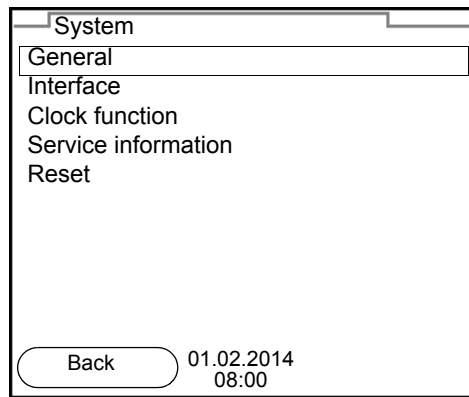 System
General
Interface
Clock function
Service information
Reset
Back
01.02.2014
08:00